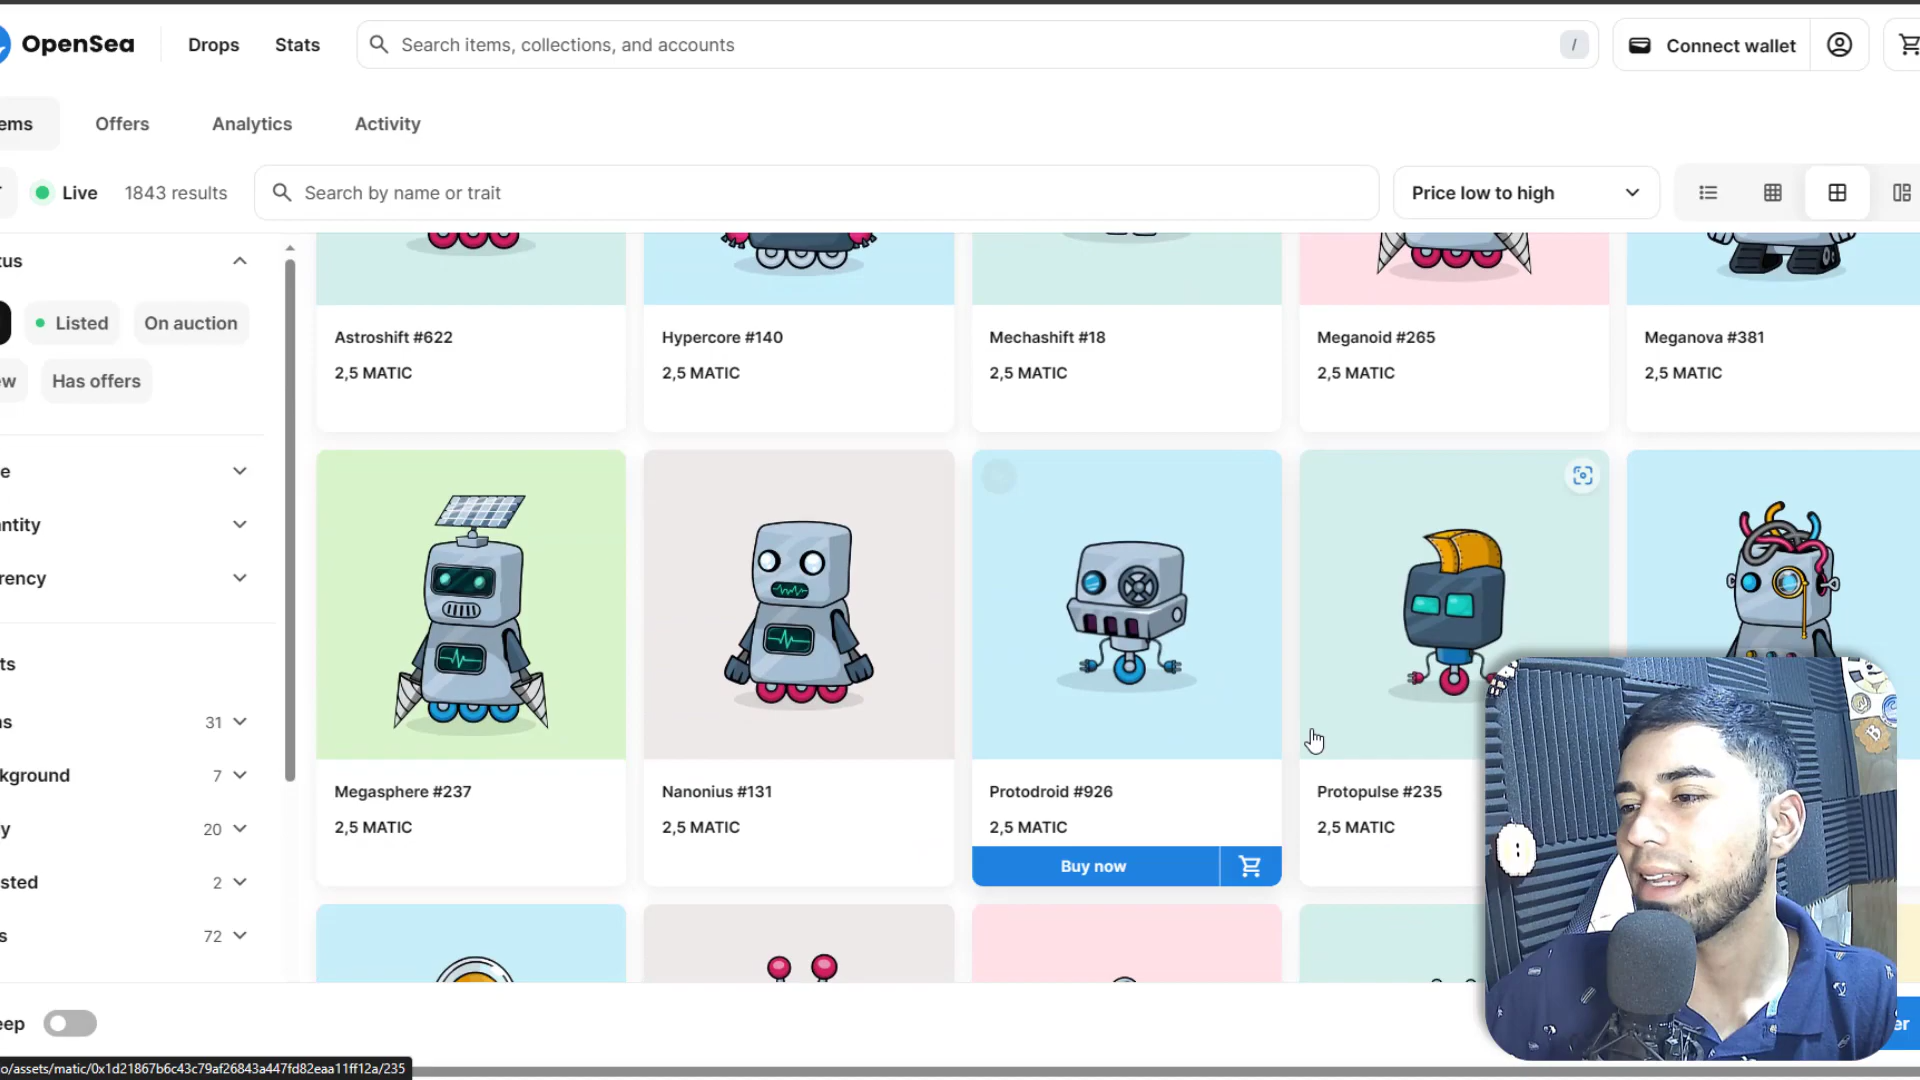 OpenSea
Drops
Stats
Search items, collections, and accounts
/
Connect wallet
ems
Offers
Analytics
Activity
Live
1843 results
Search by name or trait
Price low to high
tus
Listed
On auction
ew
Has offers
e
ntity
rency
ts
ns
31
kground
7
y
20
sted
2
s
72
Astroshift #622
2,5 MATIC
Hypercore #140
2,5 MATIC
Mechashift #18
2,5 MATIC
Meganoid #265
2,5 MATIC
Meganova #381
2,5 MATIC
Megasphere #237
2,5 MATIC
Nanonius #131
2,5 MATIC
Protodroid #926
2,5 MATIC
Buy now
Protopulse #235
2,5 MATIC
eep
er
o/assets/matic/0x1d21867b6c43c79af26843a447fd82eaa11ff12a/235